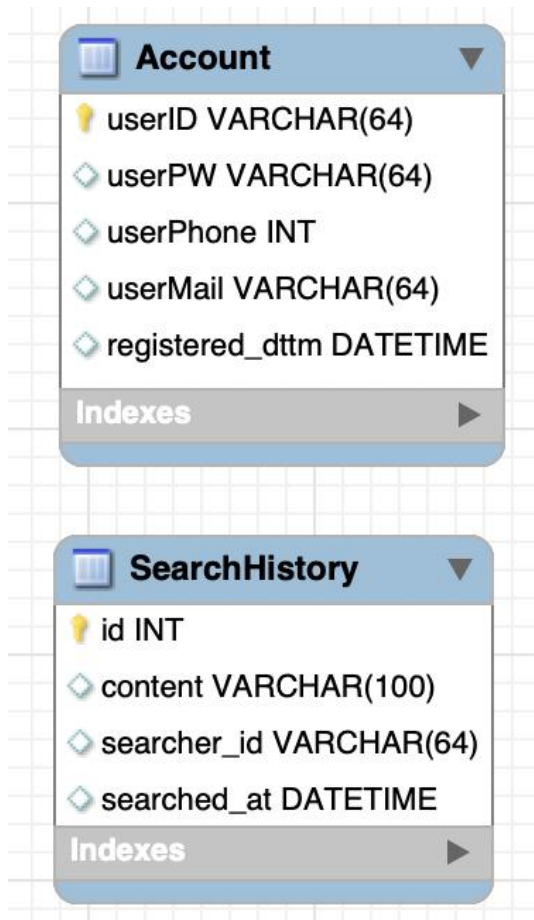 Account
userID VARCHAR(64)
userPW VARCHAR(64)
userPhone INT
userMail VARCHAR(64)
registered_dttm DATETIME
Indexes
SearchHistory
id INT
content VARCHAR(100)
searcher_id VARCHAR(64)
searched_at DATETIME
Indexes